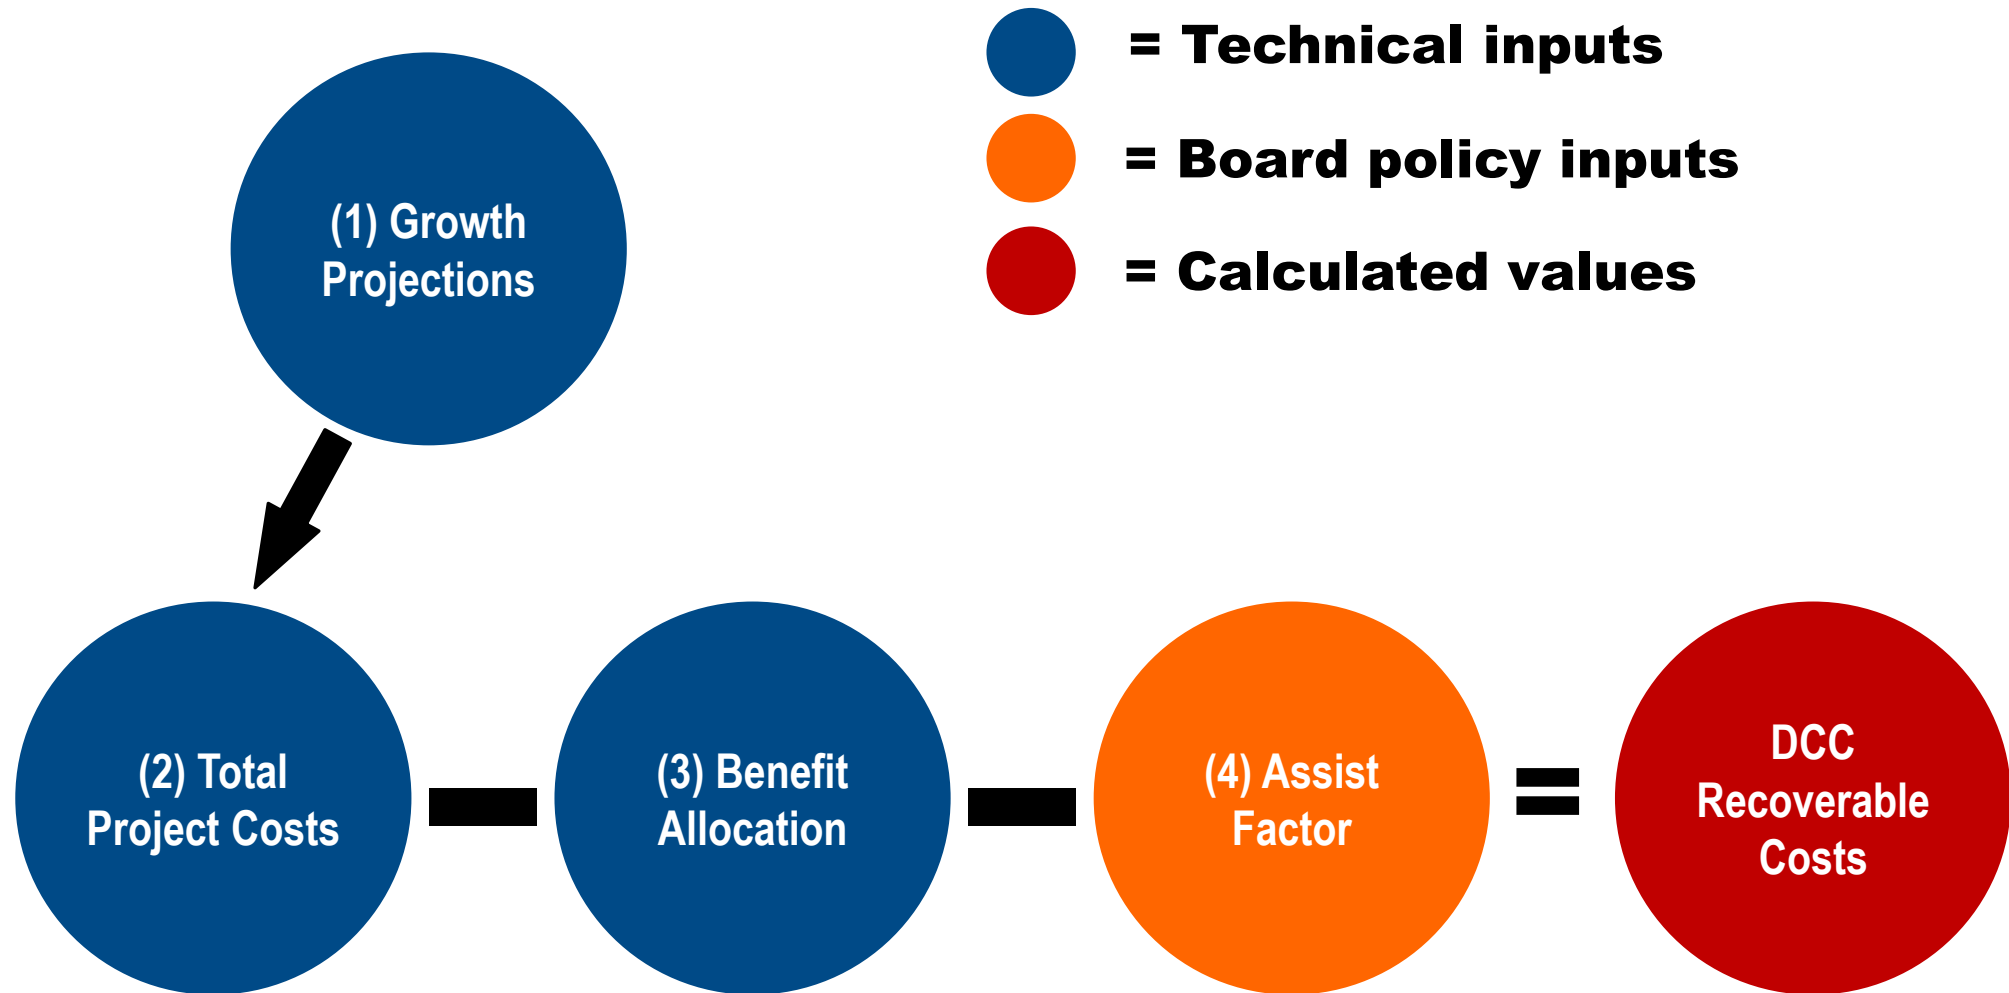 = Technical inputs
= Board policy inputs
= Calculated values
(1) Growth
Projections
(2) Total
Project Costs
(3) Benefit
Allocation
(4) Assist
Factor
=
DCC
Recoverable
Costs